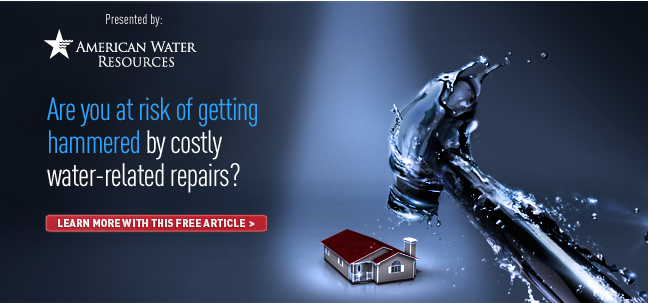 Presented by:
AMERICAN WATER
RESOURCES
Are you at risk of getting
hammered by costly
water-related repairs?
LEARN MORE WITH THIS FREE ARTICLE >